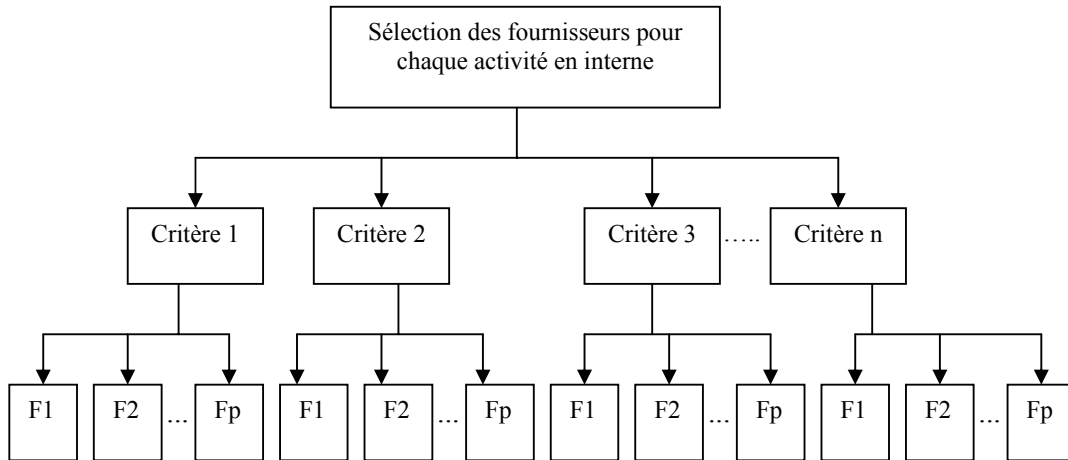 Sélection des fournisseurs pour
chaque activité en interne
Critère 1 Critère 2 Critère 3 ..... Critère n
F1 F2 ... Fp F1 F2 ... Fp F1 F2 ... Fp F1 F2 ... Fp